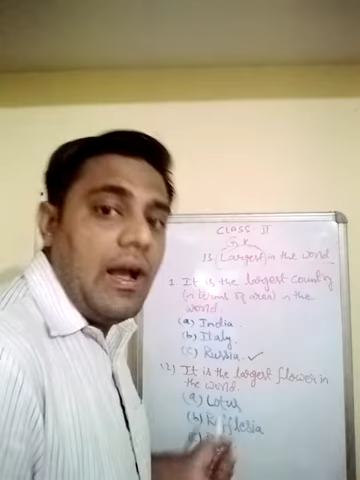 CLASS II
G.K
13. Largest in the world
1. It is the largest country
(in terms of area) in the
world.
(a) India.
(b) Italy.
(c) Russia. ✓
(2) It is the largest flower in
the world.
(a) Lotus
(b) Rafflesia
(c)